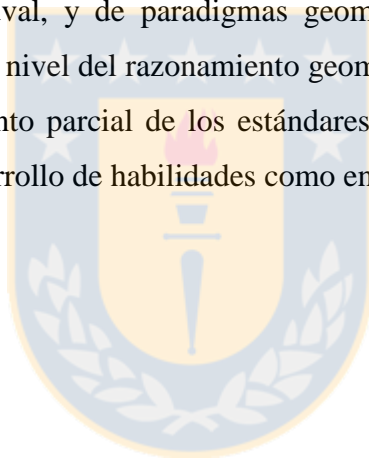 val, y de paradigmas geom
nivel del razonamiento geom
nto parcial de los estándares
rrollo de habilidades como en